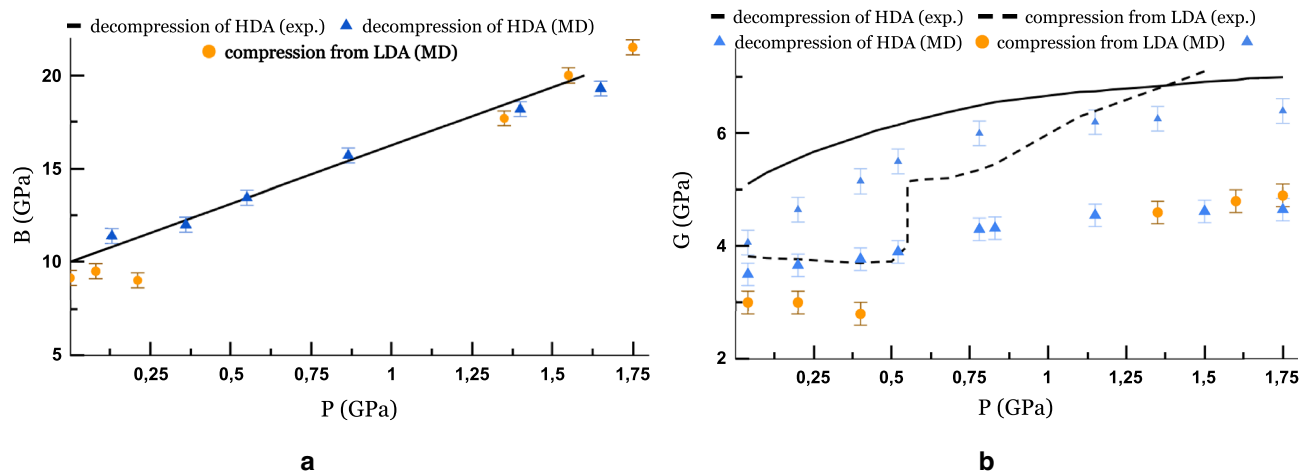 decompression of HDA (exp.) decompression of HDA (MD)
compression from LDA (MD)
20
15
10
5
B (GPa)
0,25 0,5 0,75 1 1,25 1,5 1,75
P (GPa)
a
decompression of HDA (exp.) compression from LDA (exp.)
decompression of HDA (MD) compression from LDA (MD)
6
4
2
G (GPa)
0,25 0,5 0,75 1 1,25 1,5 1,75
P (GPa)
b